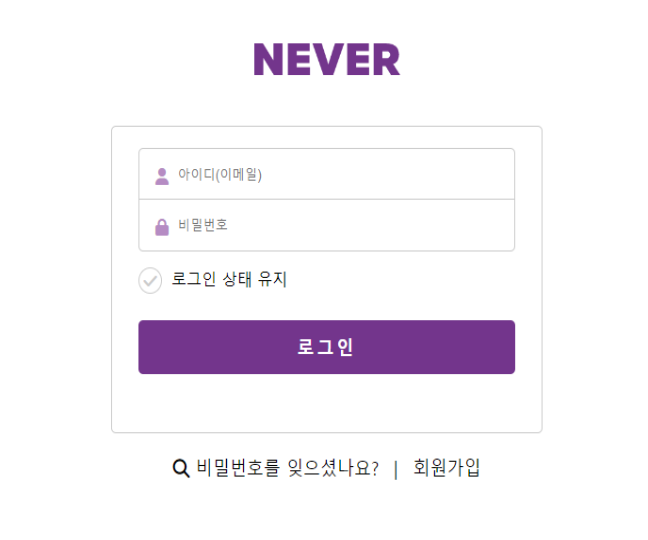 NEVER
아이디(이메일)
비밀번호
로그인 상태 유지
로그인
비밀번호를 잊으셨나요? | 회원가입